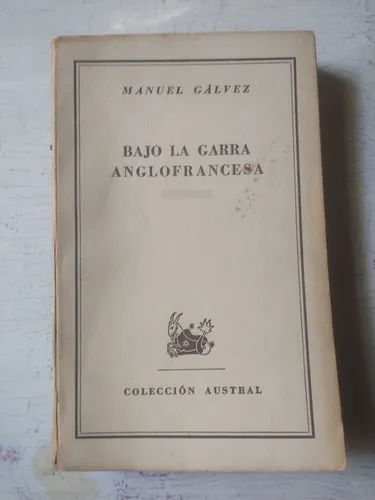 MANUEL GÁLVEZ
BAJO LA GARRA
ANGLOFRANCESA
COLECCIÓN AUSTRAL